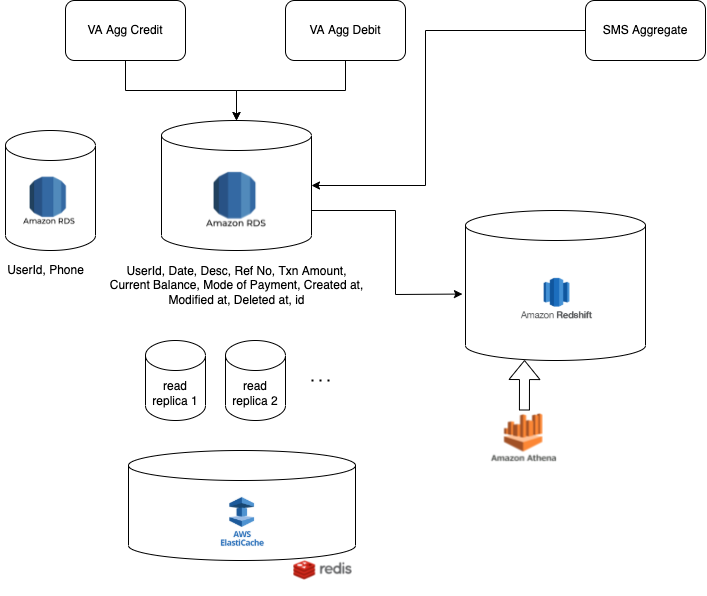 VA Agg Credit
VA Agg Debit
SMS Aggregate
Amazon RDS
UserId, Phone
Amazon RDS
UserId, Date, Desc, Ref No, Txn Amount,
Current Balance, Mode of Payment, Created at,
Modified at, Deleted at, id
Amazon Redshift
read
replica 1
read
replica 2
...
Amazon Athena
AWS
ElastiCache
redis